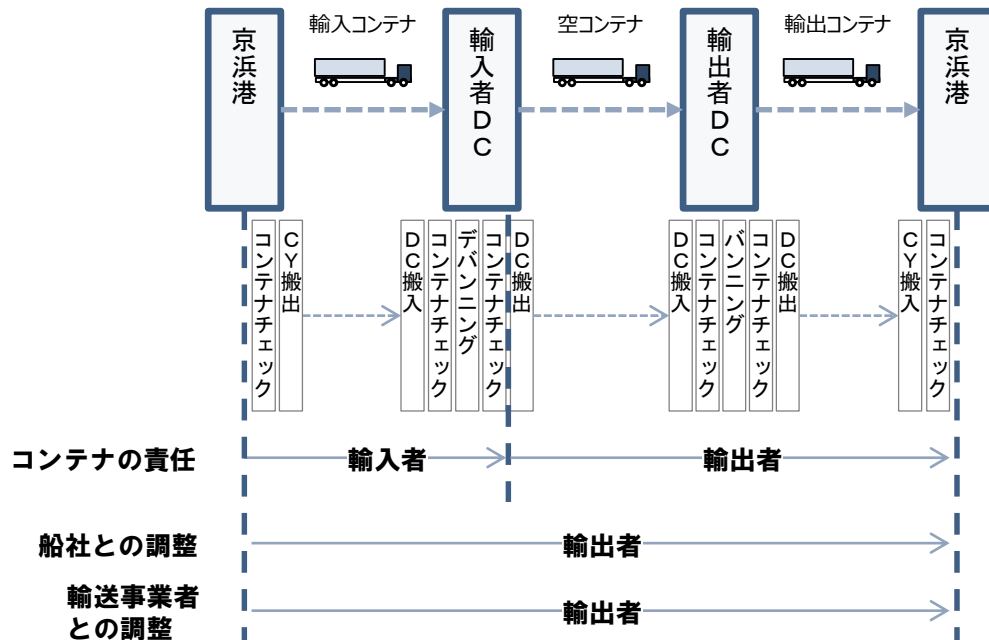 京浜港
輸入コンテナ
輸入者DC
空コンテナ
輸出者DC
輸出コンテナ
京浜港
コンテナチェック
CY搬出
DC搬入
コンテナチェック
デバンニング
コンテナチェック
DC搬出
DC搬入
コンテナチェック
バンニング
コンテナチェック
DC搬出
CY搬入
コンテナチェック
コンテナの責任
輸入者
輸出者
船社との調整
輸出者
輸送事業者
との調整
輸出者